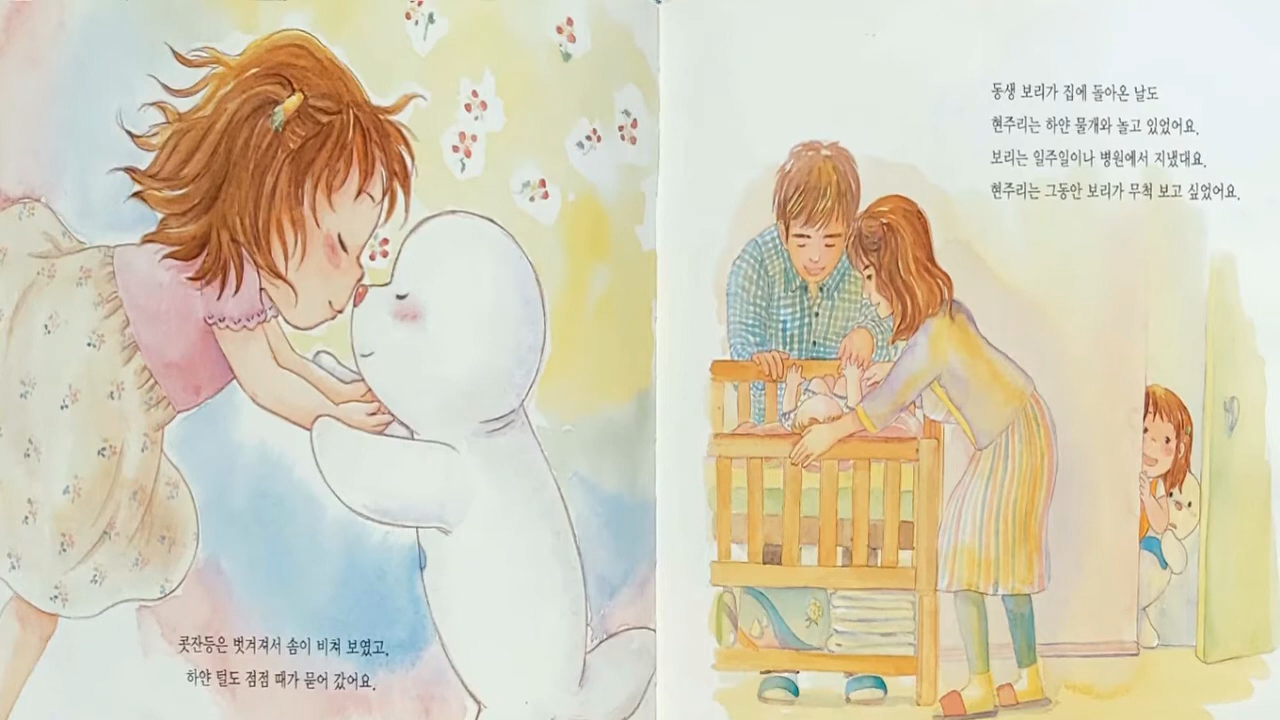 콧잔등은 벗겨져서 솜이 비쳐 보였고,
하얀 털도 점점 때가 묻어 갔어요.
동생 보리가 집에 돌아온 날도
현주리는 하얀 물개와 놀고 있었어요.
보리는 일주일이나 병원에서 지냈대요.
현주리는 그동안 보리가 무척 보고 싶었어요.